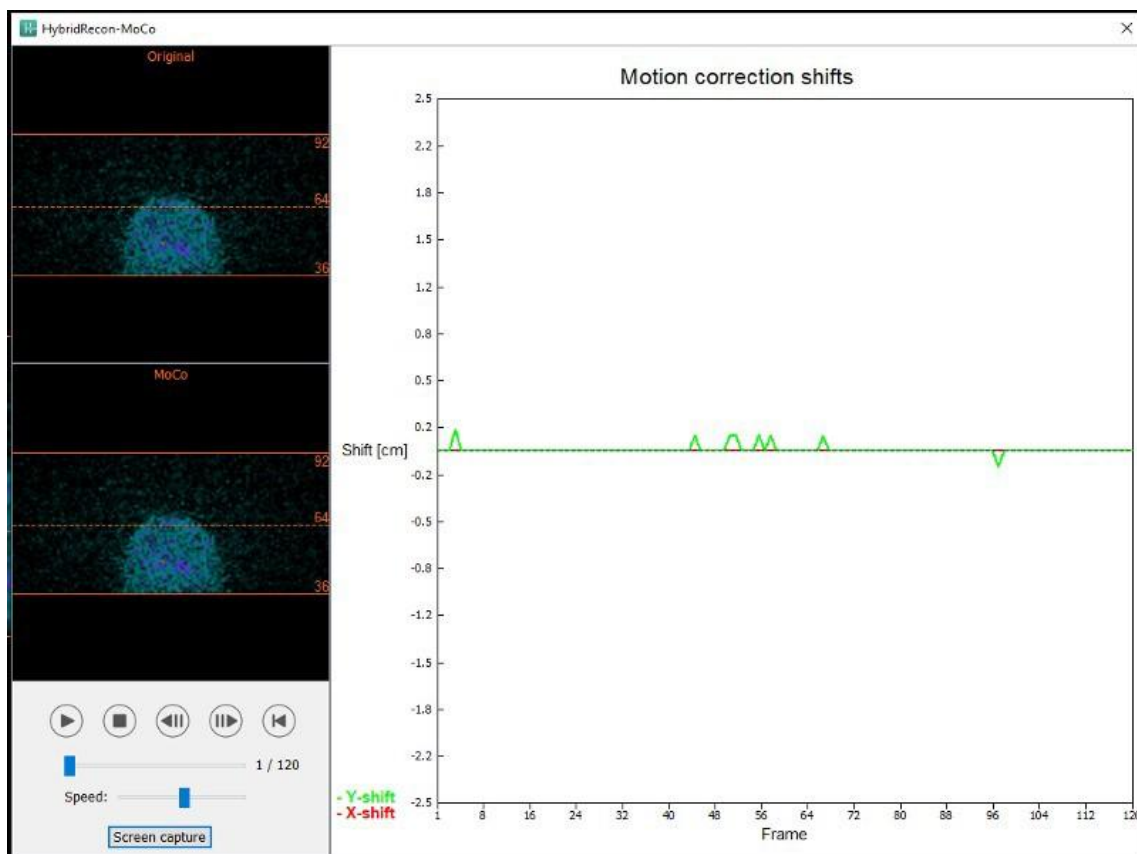 HybridRecon-MoCo
Original
92
64
36
MoCo
92
64
36
1 / 120
Speed:
Screen capture
Motion correction shifts
2.5
2.2
1.8
1.5
1.2
0.8
0.5
0.2
Shift [cm]
-0.2
-0.5
-0.8
-1.2
-1.5
-1.8
-2.2
-2.5
- Y-shift
- X-shift
1 8 16 24 32 40 48 56 64 72 80 88 96 104 112 120
Frame